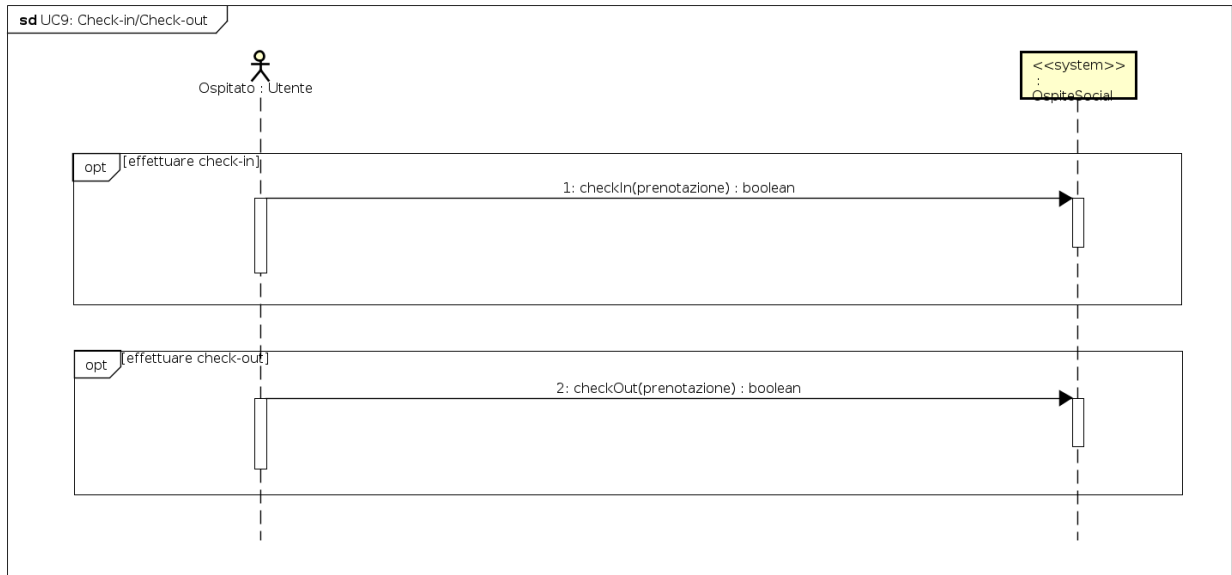 sd UC9: Check-in/Check-out
Ospitato : Utente
<<system>>
:
OspiteSocial
opt
[effettuare check-in]
1: checkIn(prenotazione) : boolean
opt
[effettuare check-out]
2: checkOut(prenotazione) : boolean